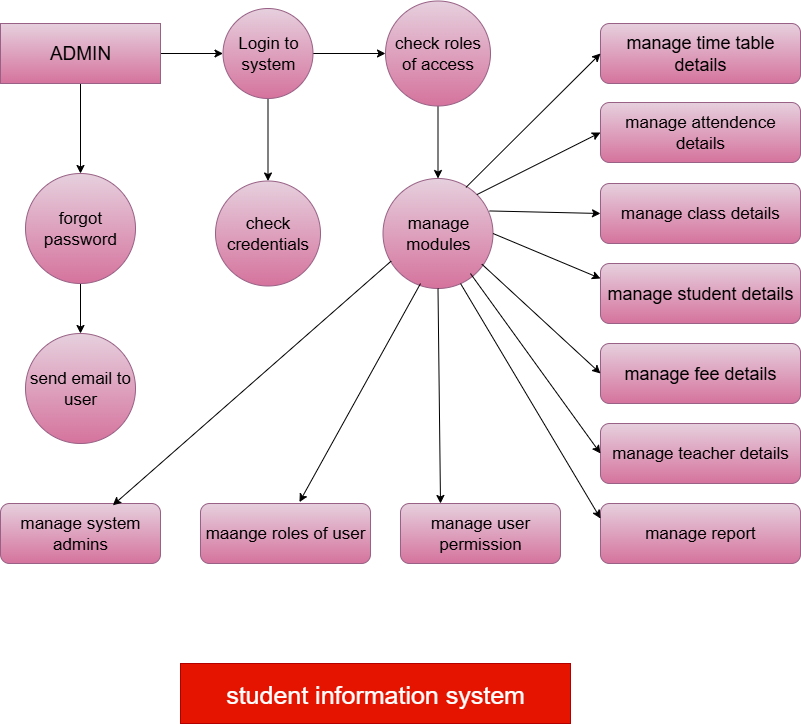 ADMIN
Login to
system
check roles
of access
manage time table
details
manage attendence
details
forgot
password
check
credentials
manage
modules
manage class details
manage student details
send email to
user
manage fee details
manage teacher details
manage system
admins
maange roles of user
manage user
permission
manage report
student information system